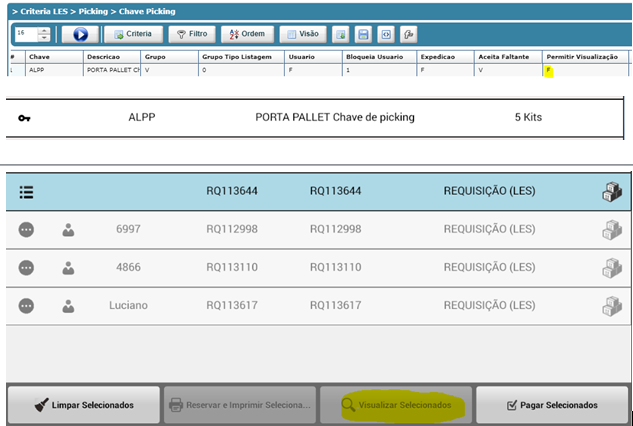 > Criteria LES > Picking > Chave Picking
16 Criteria Filtro Ordem Visão
# Chave Descricao Grupo Grupo Tipo Listagem Usuario Bloqueia Usuario Expedicao Aceita Faltante Permitir Visualização
1 ALPP PORTA PALLET CH V 0 F 1 F V F
ALPP PORTA PALLET Chave de picking 5 Kits
RQ113644 RQ113644 REQUISIÇÃO (LES)
6997 RQ112998 RQ112998 REQUISIÇÃO (LES)
4866 RQ113110 RQ113110 REQUISIÇÃO (LES)
Luciano RQ113617 RQ113617 REQUISIÇÃO (LES)
Limpar Selecionados Reservar e Imprimir Seleciona... Visualizar Selecionados Pagar Selecionados